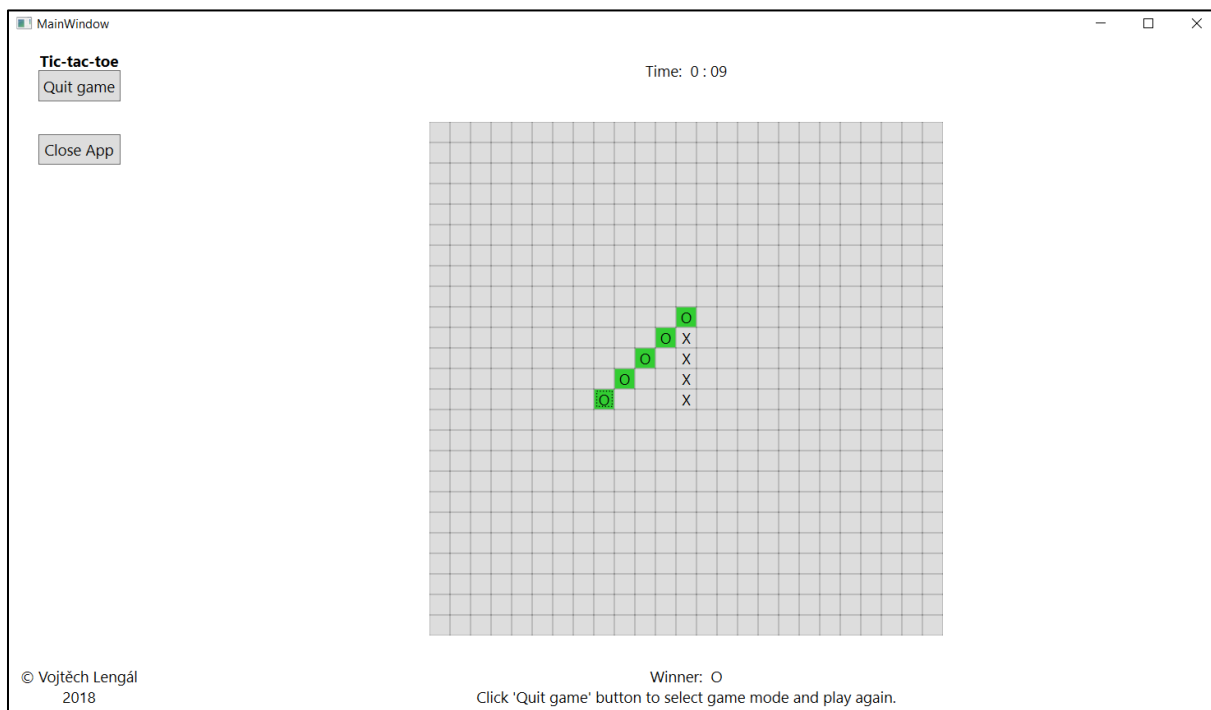 MainWindow
Tic-tac-toe
Quit game
Time: 0 : 09
Close App
O
O X
O X
O X
O X
© Vojtěch Lengál
2018
Winner: O
Click 'Quit game' button to select game mode and play again.